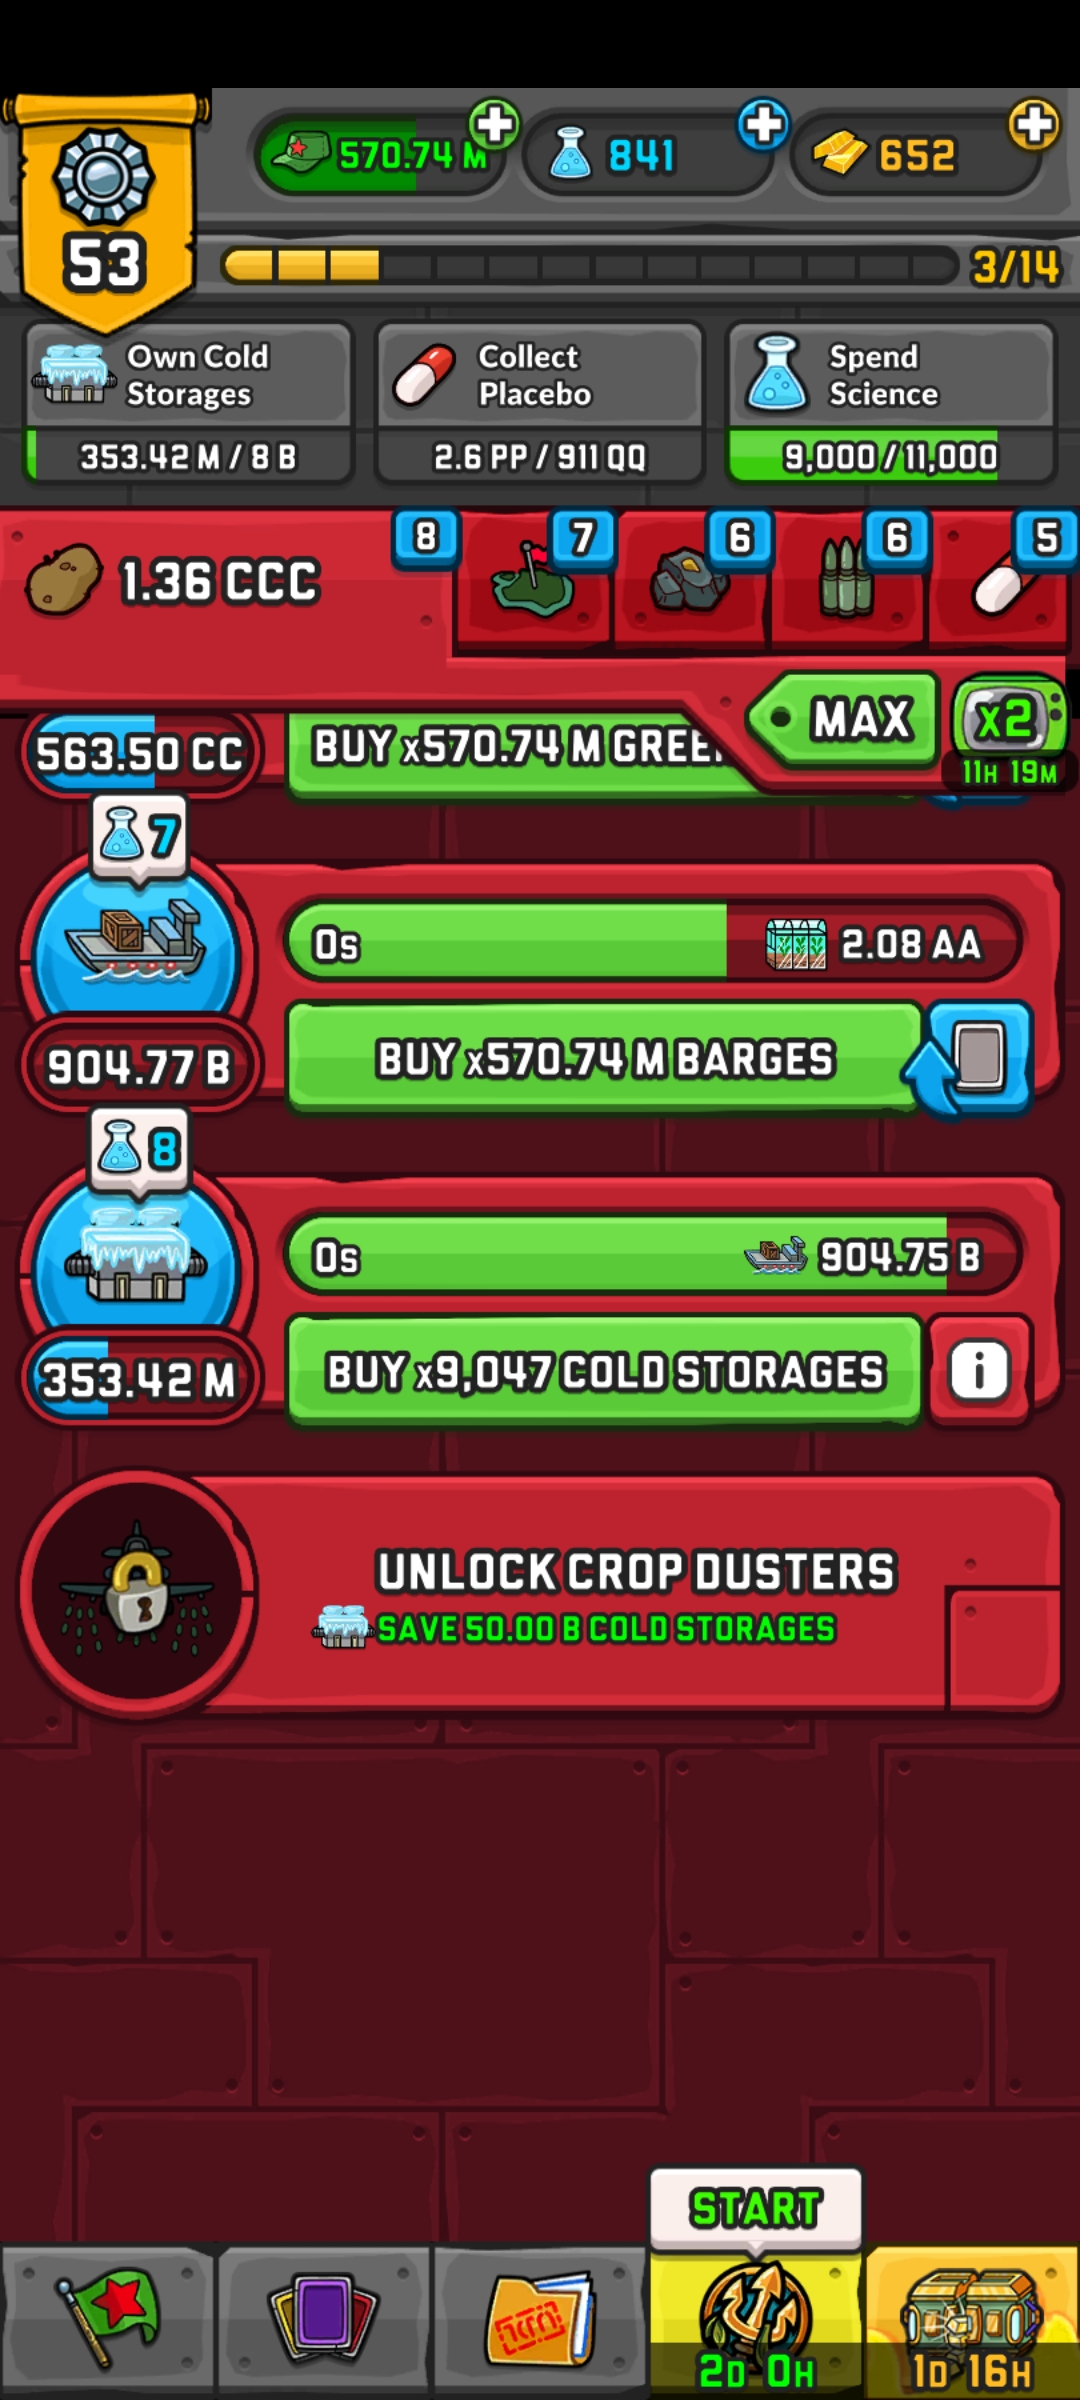 570.74 M
841
652
53
3/14
Own Cold
Storages
353.42 M / 8 B
Collect
Placebo
2.6 PP / 911 QQ
Spend
Science
9,000 / 11,000
1.36 CCC
8
7
6
6
5
MAX
x2
11H 19M
563.50 CC
BUY x570.74 M
7
0s
2.08 AA
904.77 B
BUY x570.74 M BARGES
8
0s
904.75 B
353.42 M
BUY x9,047 COLD STORAGES
i
UNLOCK CROP DUSTERS
SAVE 50.00 B COLD STORAGES
START
2D 0H
1D 16H